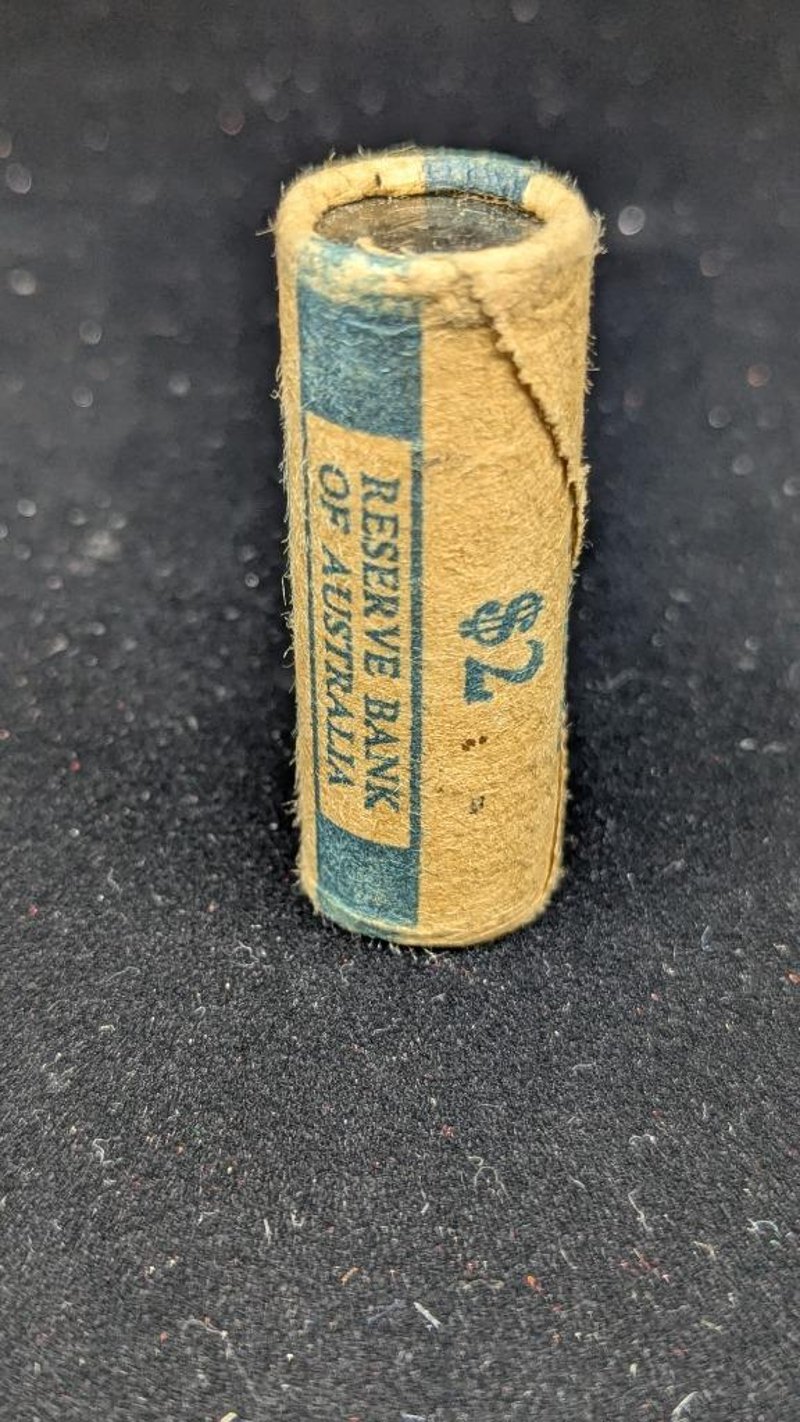 RESERVE BANK
OF AUSTRALIA
$2